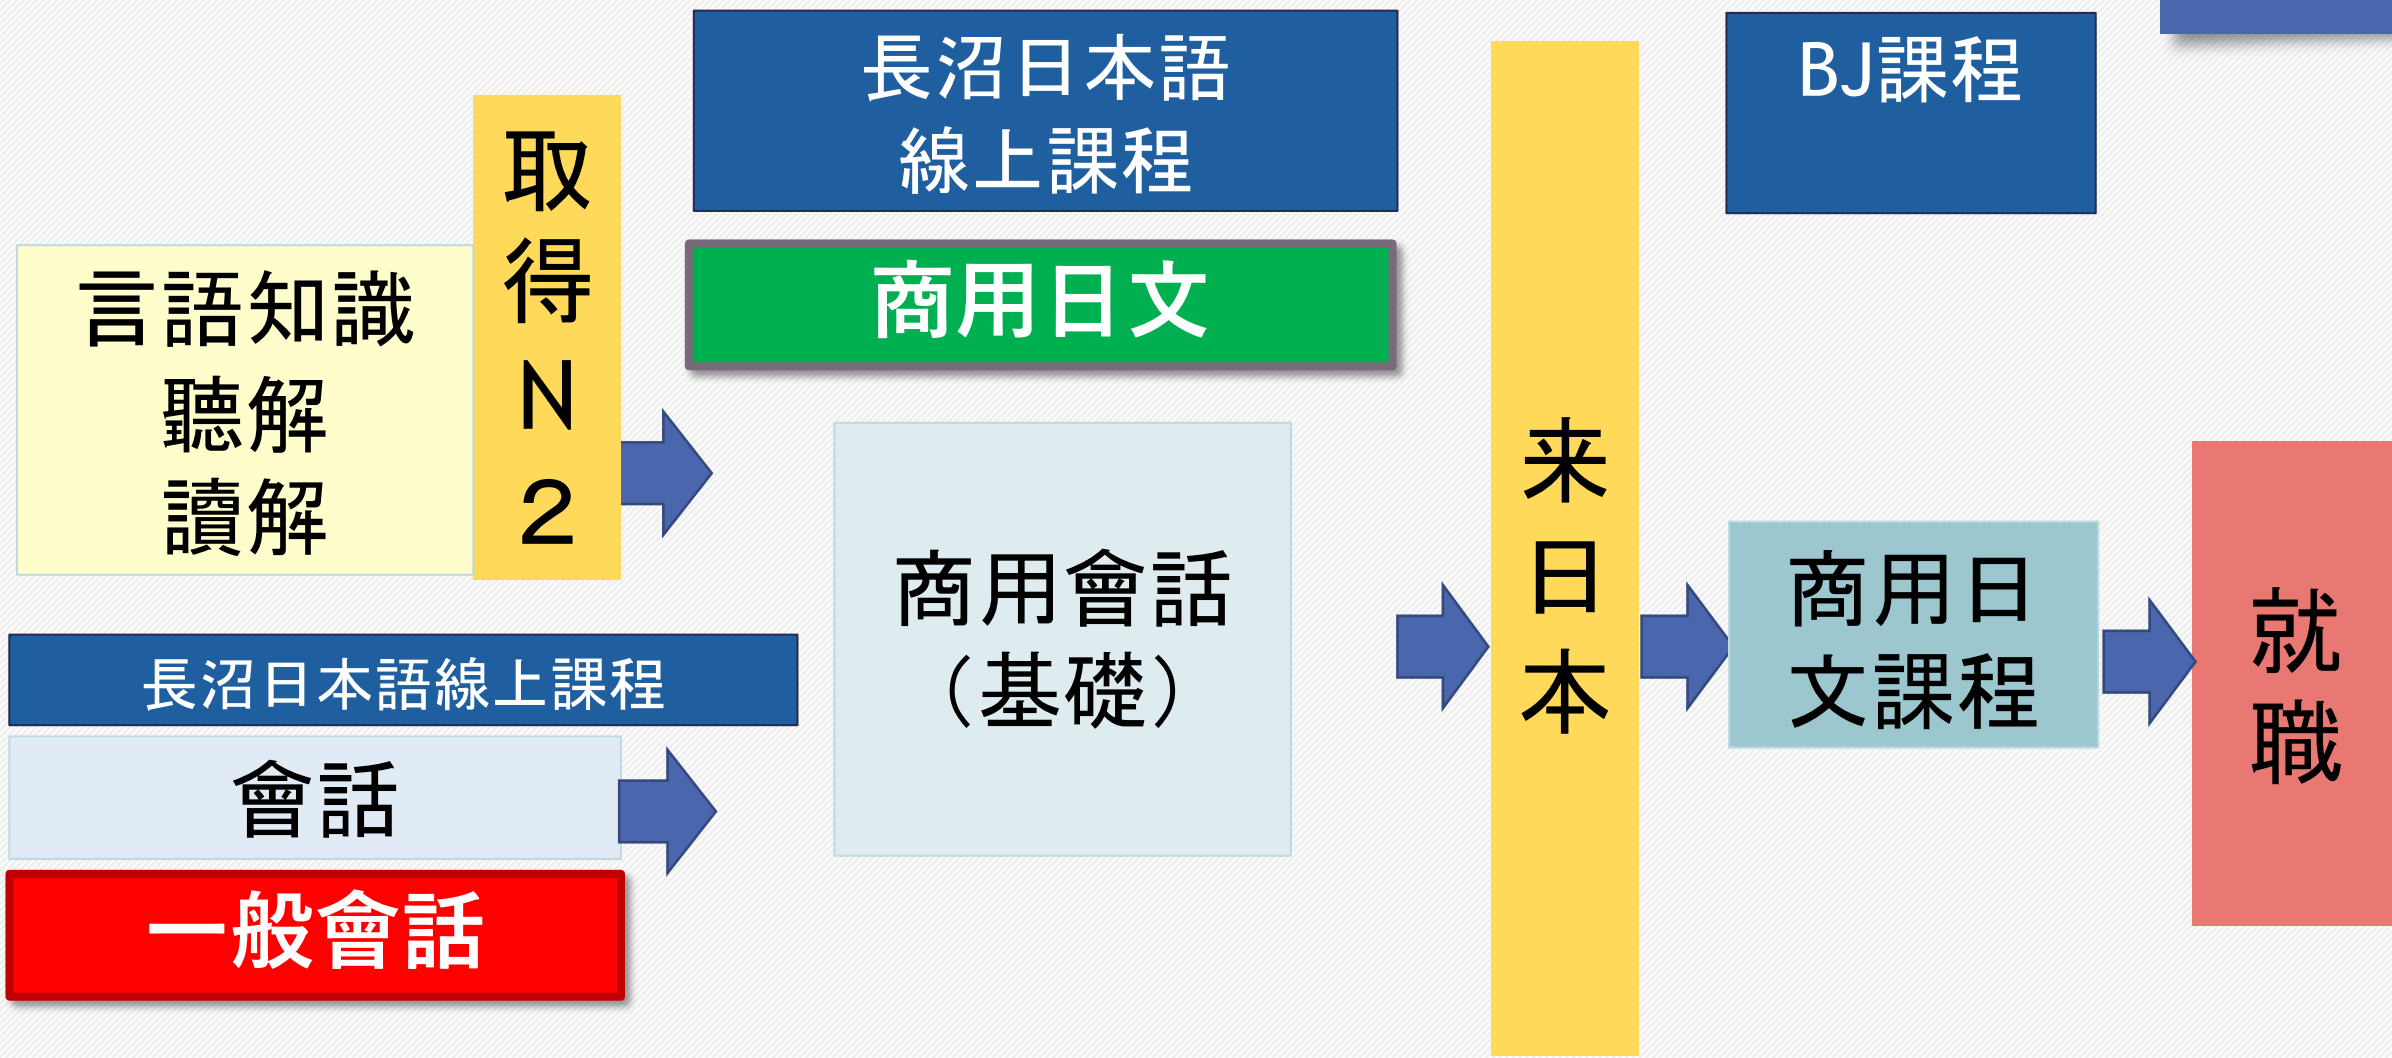 言語知識
聽解
讀解
取得Ｎ２
長沼日本語線上課程
會話
一般會話
長沼日本語
線上課程
商用日文
商用會話
（基礎）
来日本
BJ課程
商用日
文課程
就職